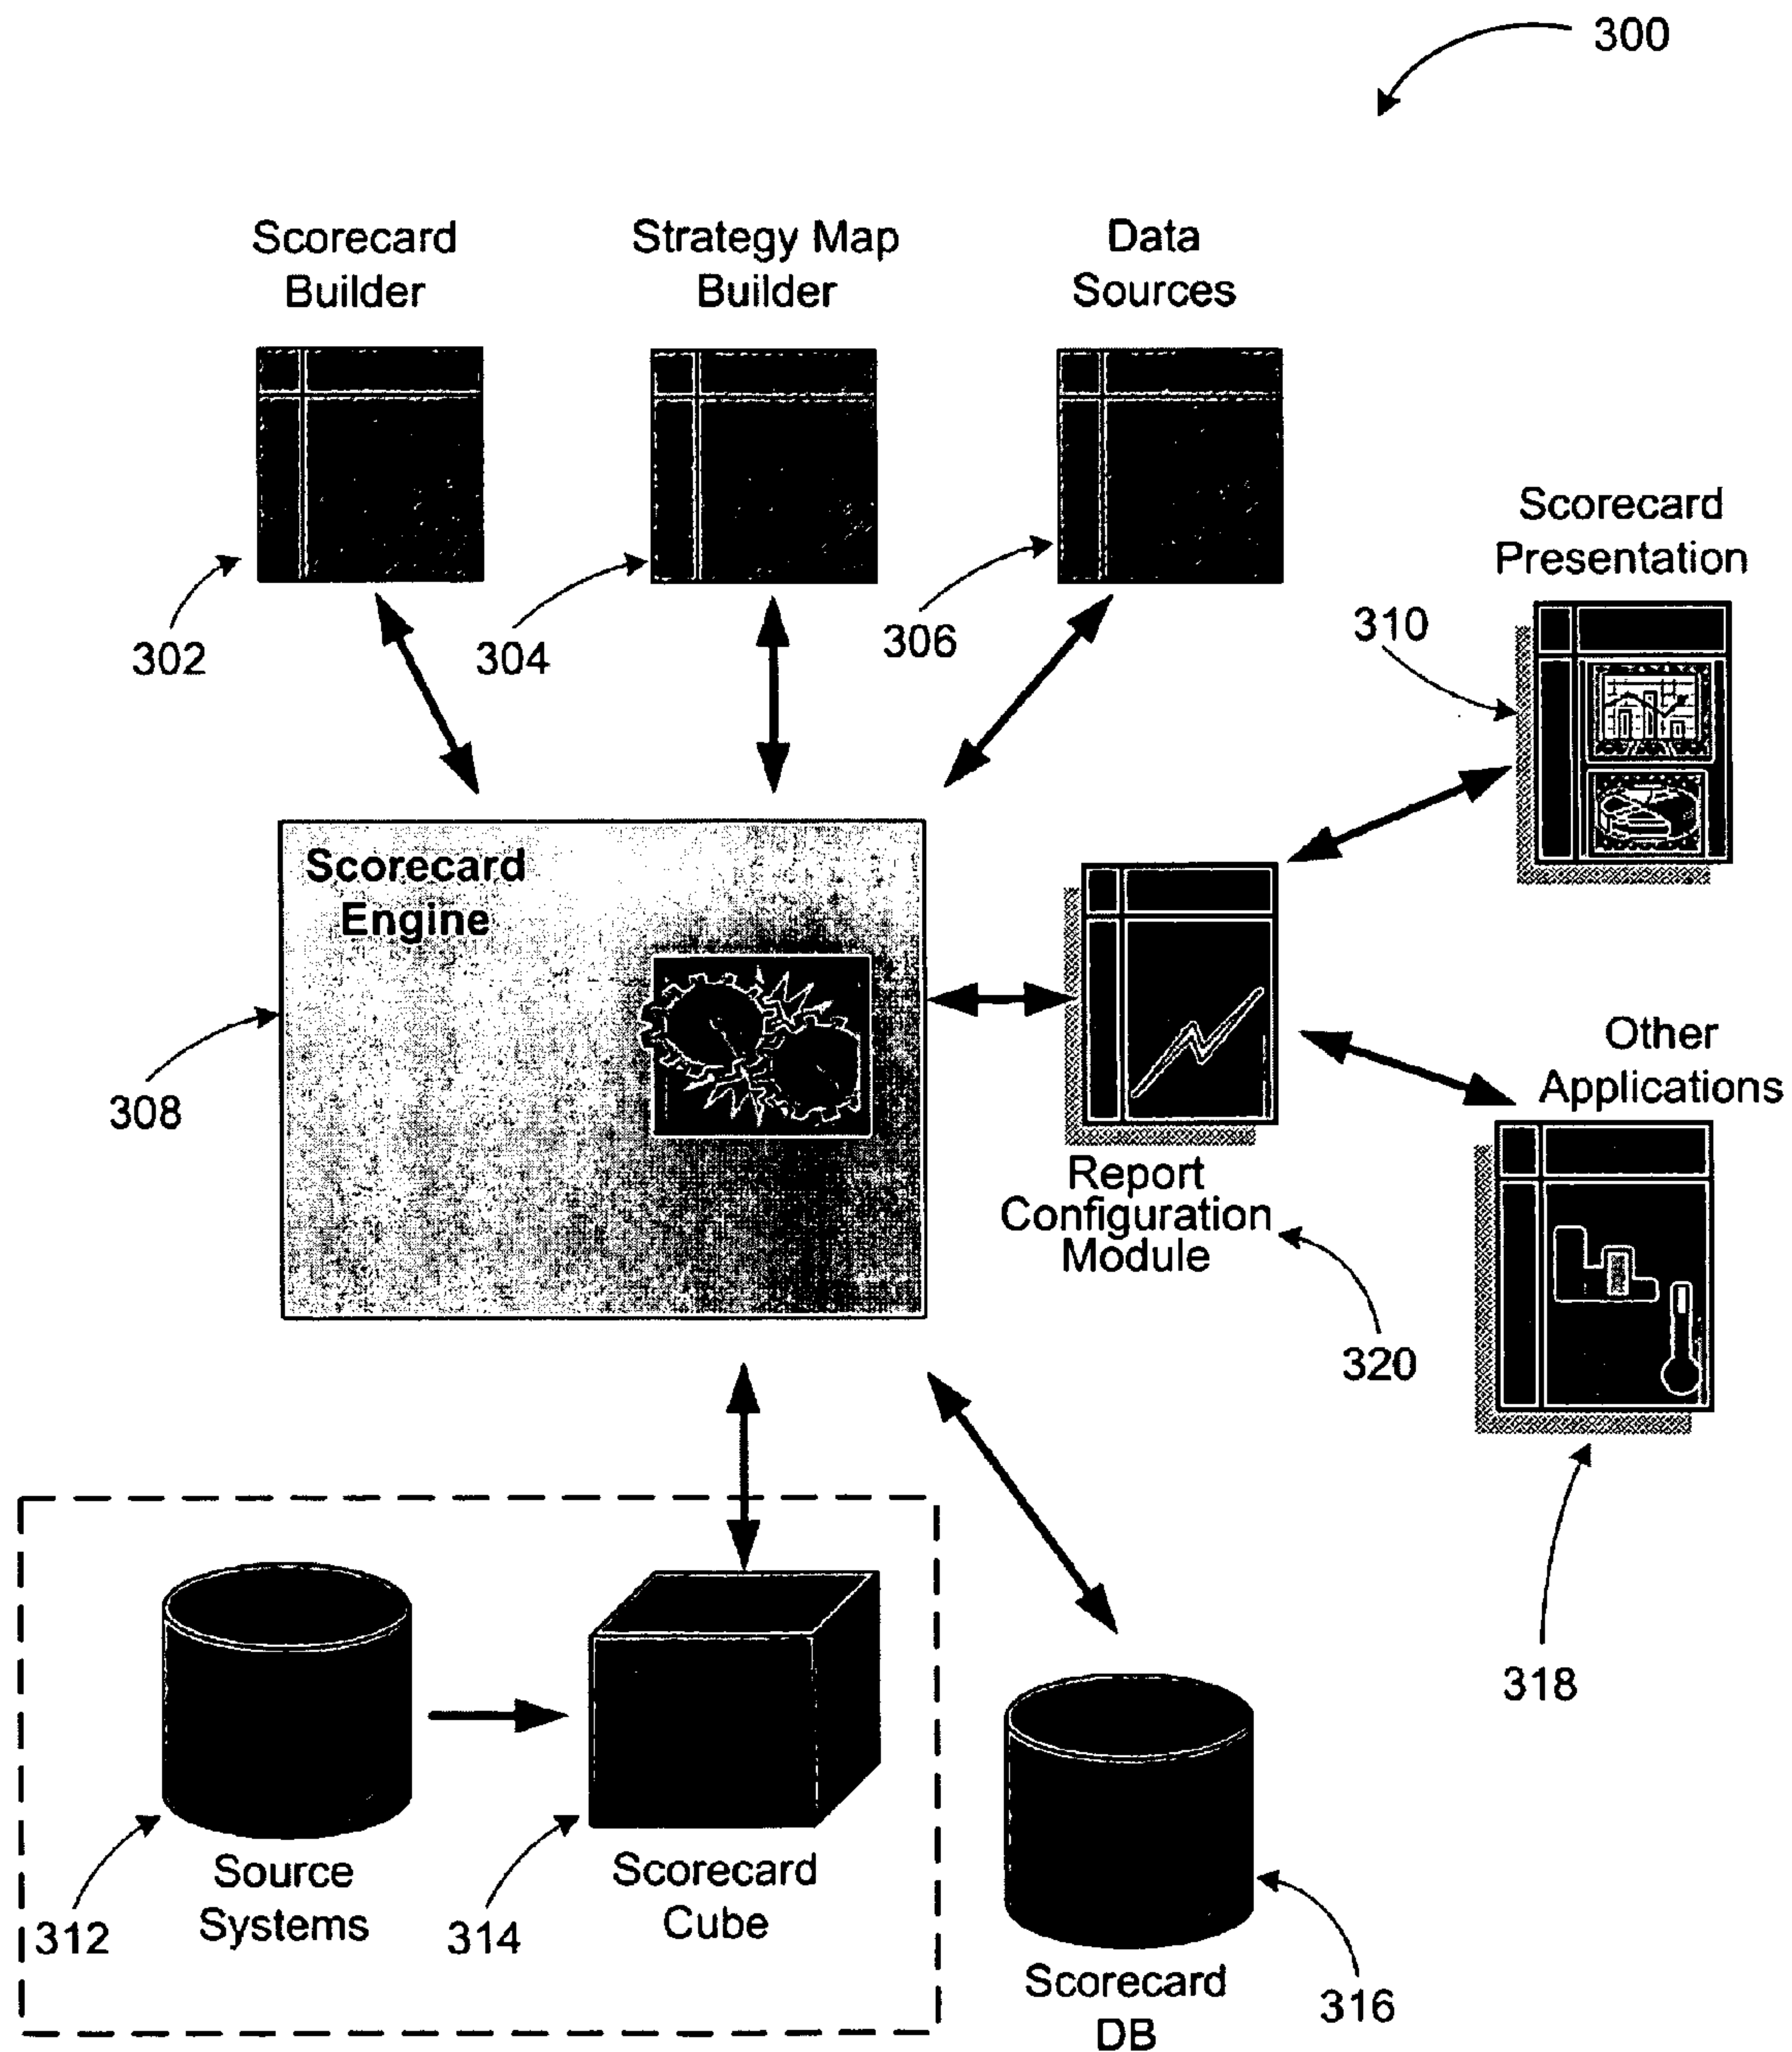 300
Scorecard
Builder
Strategy Map
Builder
Data
Sources
302
304
306
Scorecard
Presentation
310
Scorecard
Engine
308
Report
Configuration
Module
320
Other
Applications
318
Source
Systems
312
Scorecard
Cube
314
Scorecard
DB
316